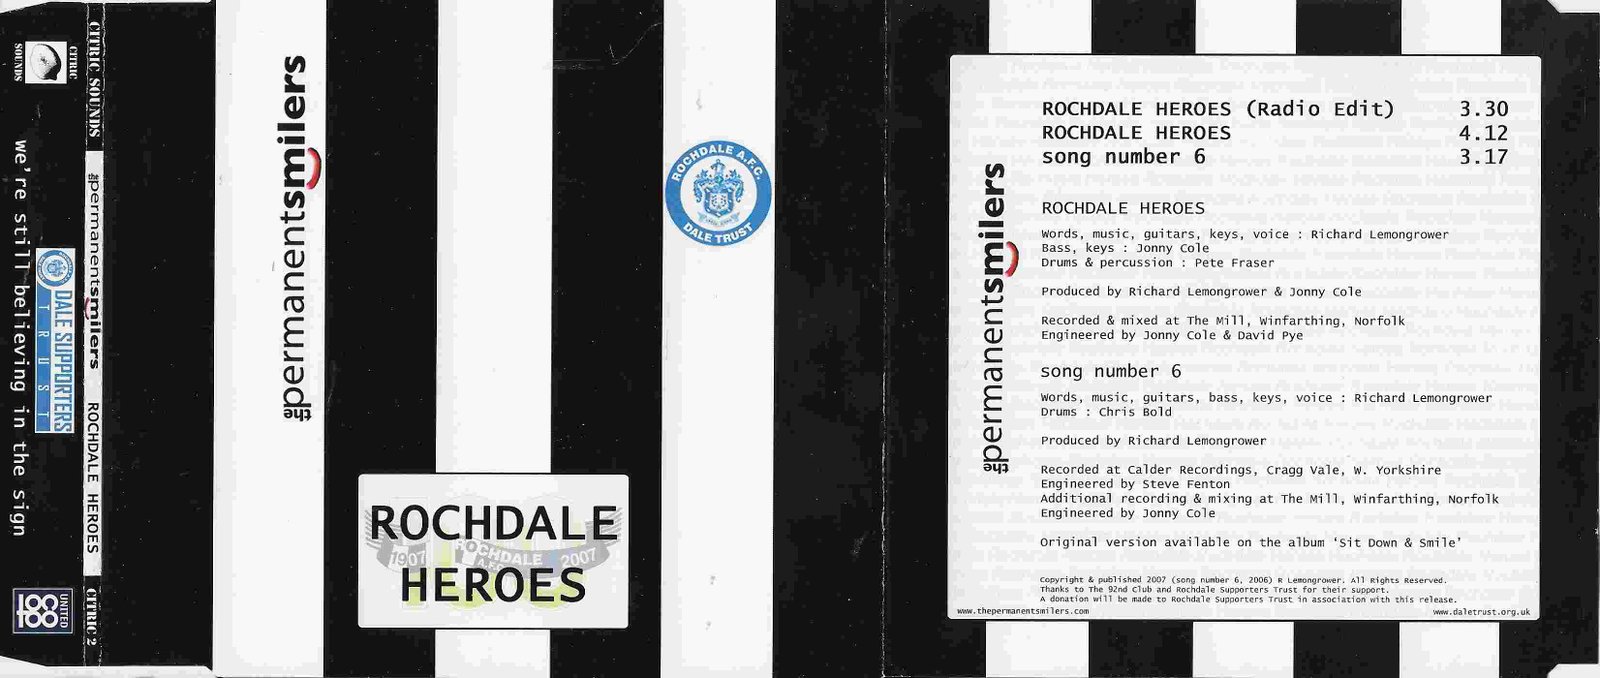 CITRIC SOUNDS
we're still believing in the sign
DALE SUPPORTERS
TRUST
UNITED
CITRIC SOUNDS
the permanentsmilers
ROCHDALE HEROES
CITRIC 2
the permanentsmilers
ROCHDALE A.F.C.
DALE TRUST
ROCHDALE
HEROES
1907 ROCHDALE A.F.C. 2007
the permanentsmilers
ROCHDALE HEROES (Radio Edit) 3.30
ROCHDALE HEROES 4.12
song number 6 3.17
ROCHDALE HEROES
Words, music, guitars, keys, voice : Richard Lemongrower
Bass, keys : Jonny Cole
Drums & percussion : Pete Fraser
Produced by Richard Lemongrower & Jonny Cole
Recorded & mixed at The Mill, Winfarthing, Norfolk
Engineered by Jonny Cole & David Pye
song number 6
Words, music, guitars, bass, keys, voice : Richard Lemongrower
Drums : Chris Bold
Produced by Richard Lemongrower
Recorded at Calder Recordings, Cragg Vale, W. Yorkshire
Engineered by Steve Fenton
Additional recording & mixing at The Mill, Winfarthing, Norfolk
Engineered by Jonny Cole
Original version available on the album ‘Sit Down & Smile’
Copyright & published 2007 (song number 6, 2006) R Lemongrower. All Rights Reserved.
Thanks to The 92nd Club and Rochdale Supporters Trust for their support.
A donation will be made to Rochdale Supporters Trust in association with this release.
www.thepermanentsmilers.com
www.daletrust.org.uk